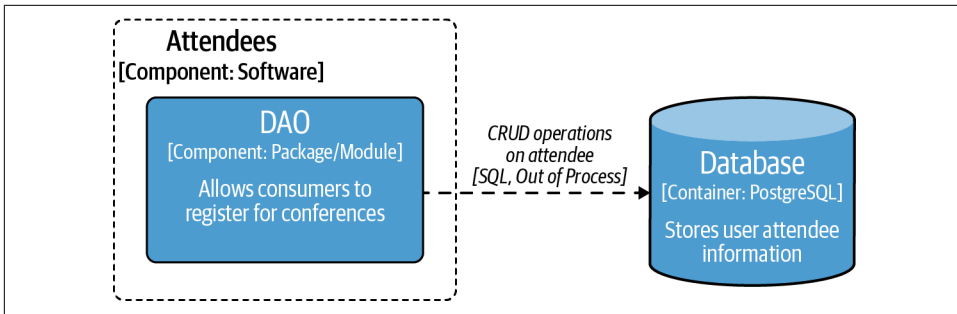 Attendees
[Component: Software]
DAO
[Component: Package/Module]
Allows consumers to
register for conferences
CRUD operations
on attendee
[SQL, Out of Process]
Database
[Container: PostgreSQL]
Stores user attendee
information